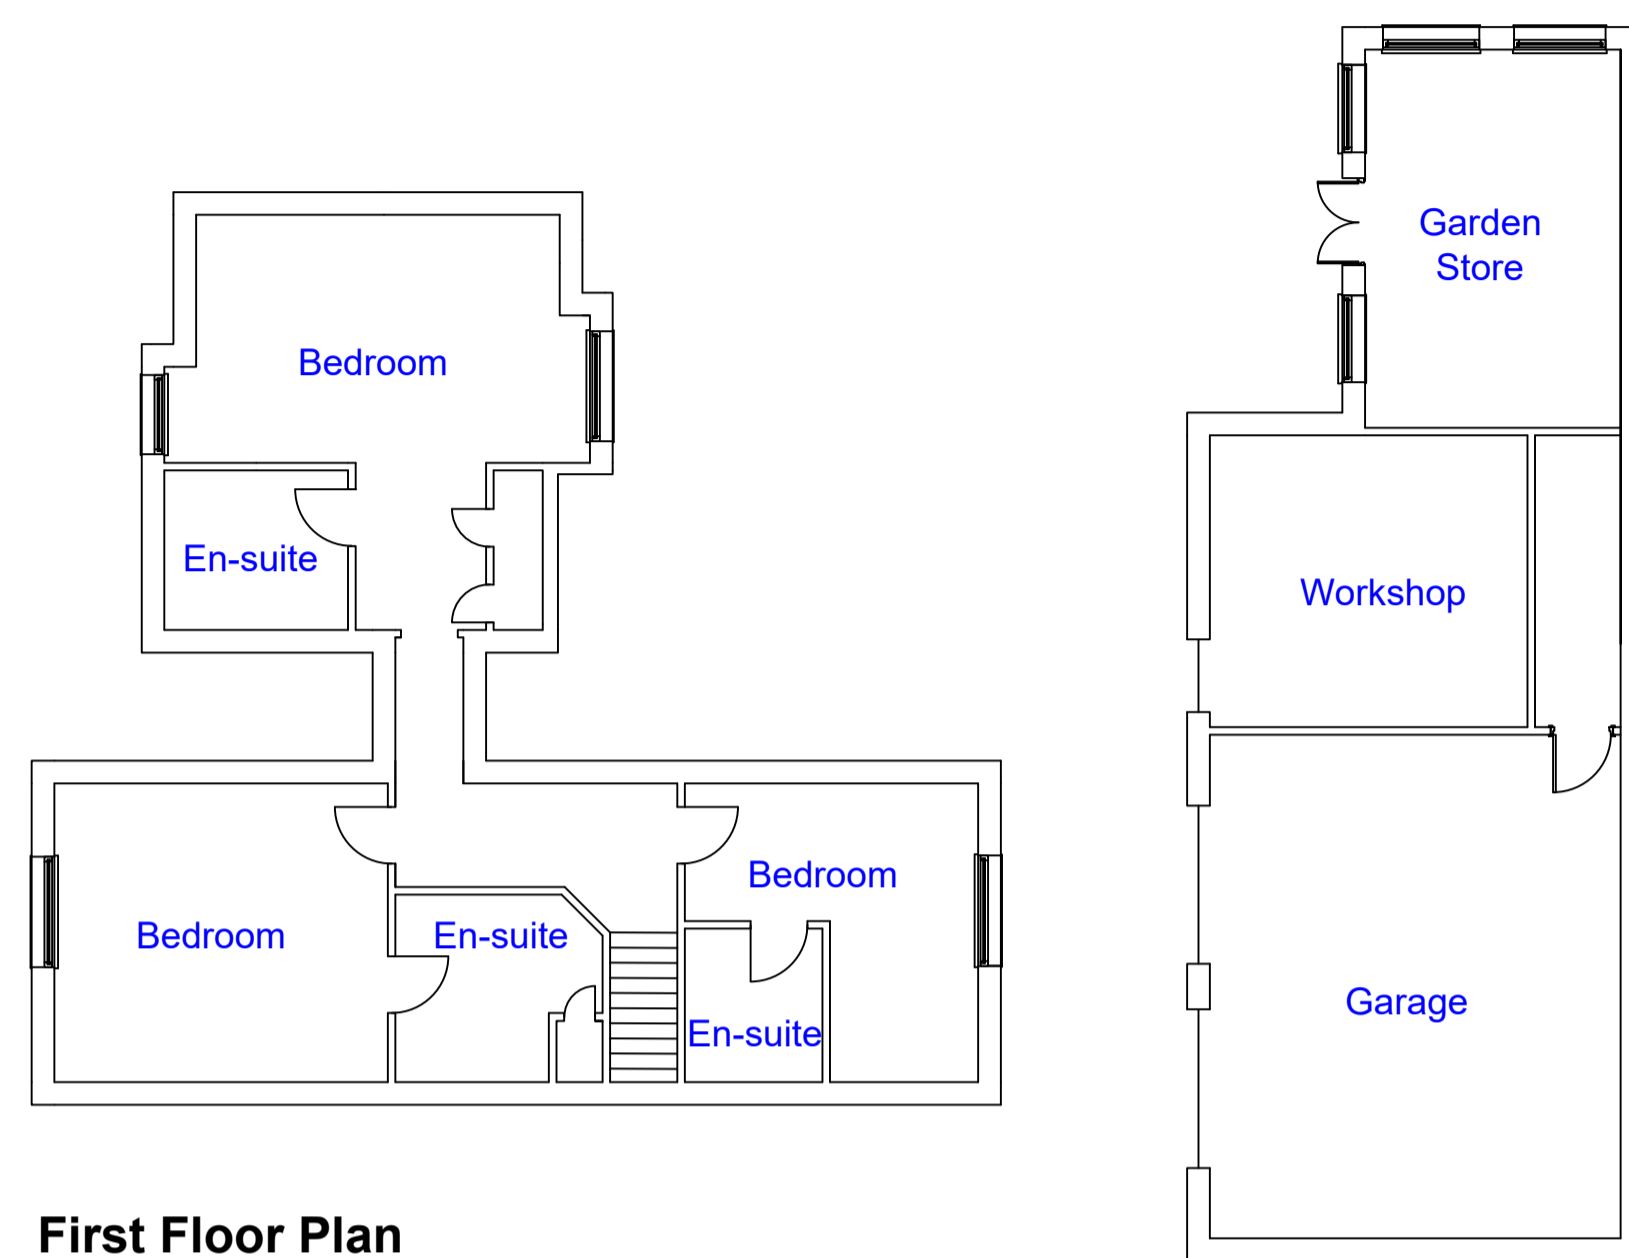 Garden
Store
Bedroom
En-suite
Workshop
Bedroom
Bedroom
En-suite
En-suite
Garage
First Floor Plan